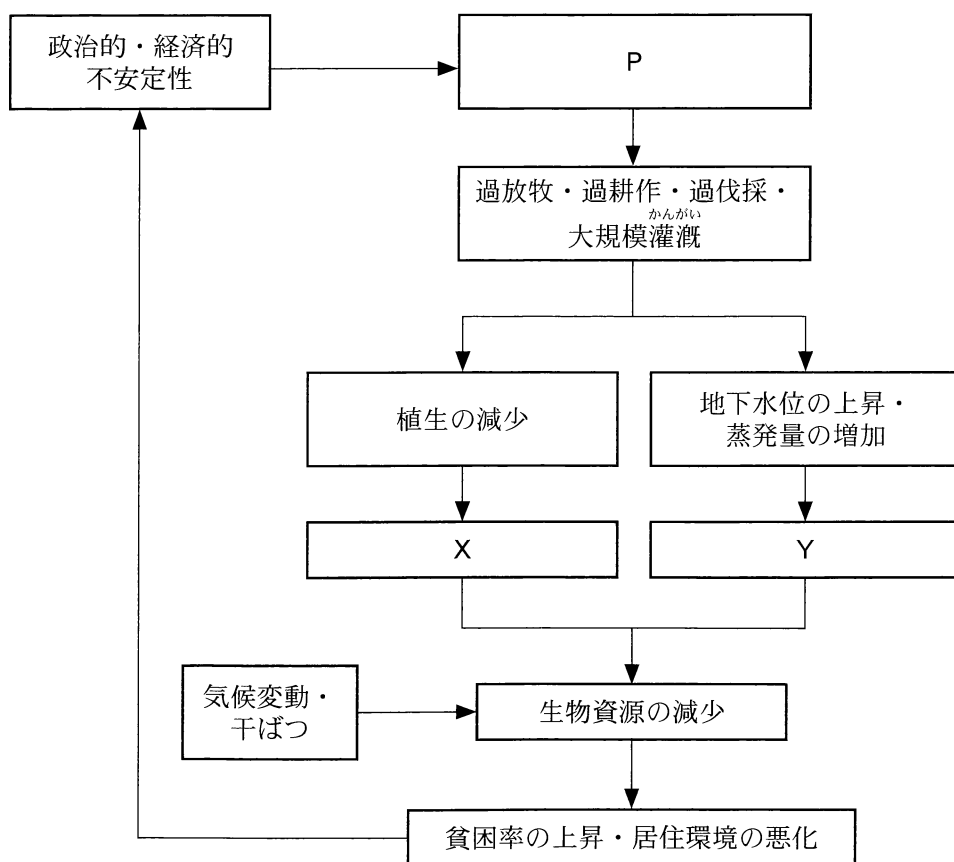 政治的・経済的
不安定性
P
過放牧・過耕作・過伐採・
かんがい
大規模灌漑
植生の減少
地下水位の上昇・
蒸発量の増加
X
Y
気候変動・
干ばつ
生物資源の減少
貧困率の上昇・居住環境の悪化